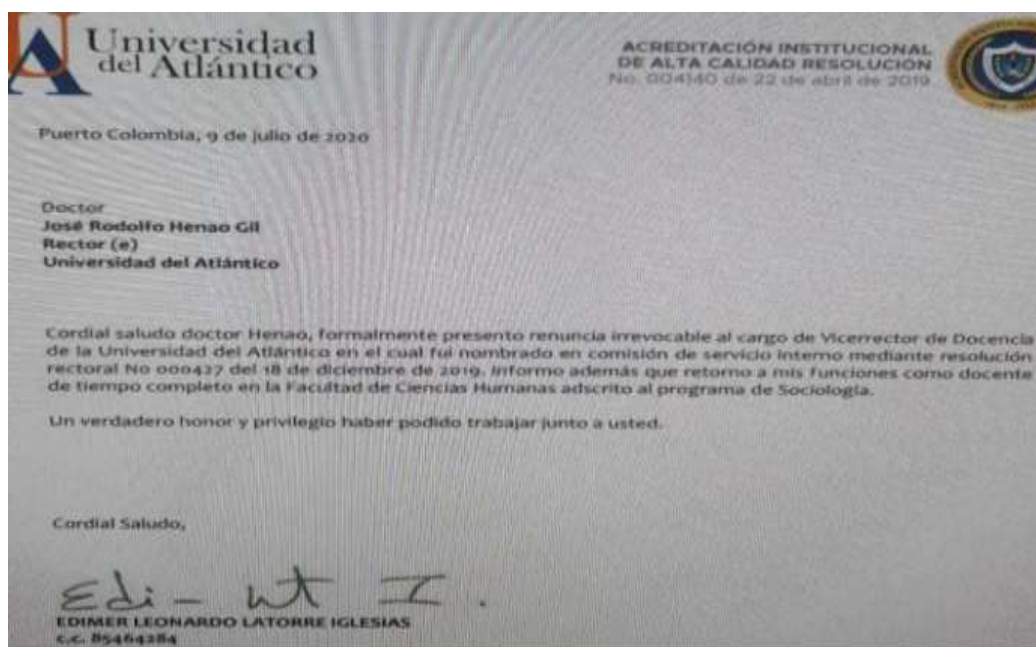 Universidad
del Atlántico
ACREDITACIÓN INSTITUCIONAL
DE ALTA CALIDAD RESOLUCIÓN
No. 004140 de 22 de abril de 2019
Puerto Colombia, 9 de julio de 2020
Doctor
José Rodolfo Henao Gil
Rector (e)
Universidad del Atlántico
Cordial saludo doctor Henao, formalmente presento renuncia irrevocable al cargo de Vicerrector de Docencia
de la Universidad del Atlántico en el cual fui nombrado en comisión de servicio interno mediante resolución
rectoral No 000427 del 18 de diciembre de 2019. Informo además que retorno a mis funciones como docente
de tiempo completo en la Facultad de Ciencias Humanas adscrito al programa de Sociología.
Un verdadero honor y privilegio haber podido trabajar junto a usted.
Cordial Saludo,
EDIMER LEONARDO LATORRE IGLESIAS
c.c. 85464284